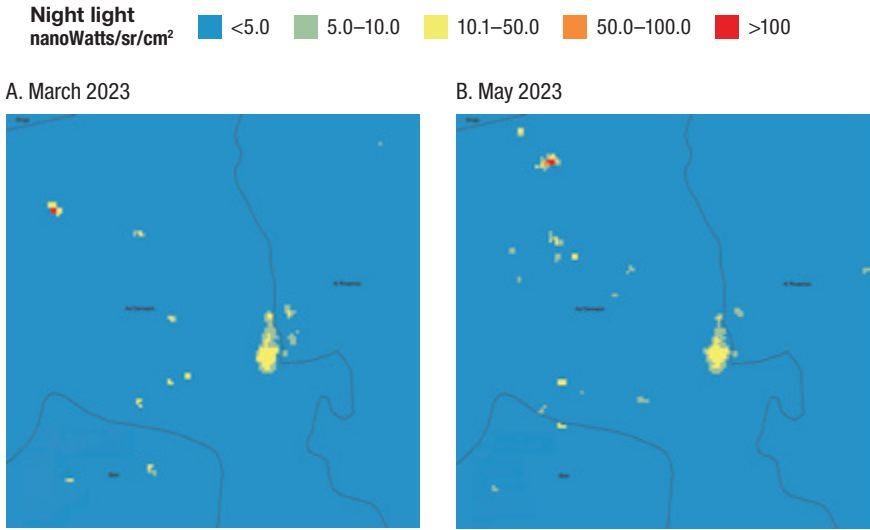 Night light
nanoWatts/sr/cm²
<5.0
5.0–10.0
10.1–50.0
50.0–100.0
>100
A. March 2023
B. May 2023